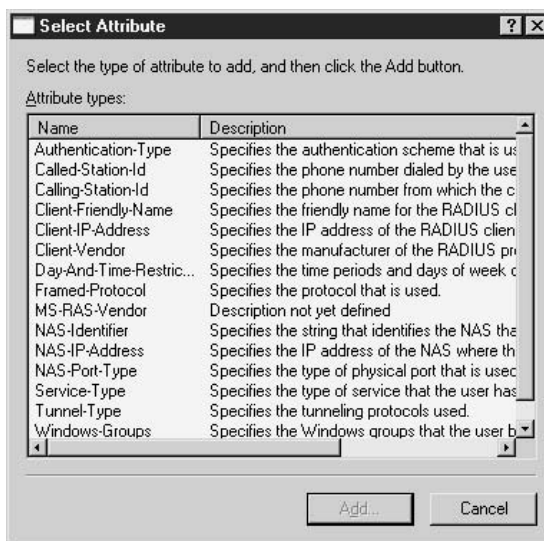 Select Attribute
Select the type of attribute to add, and then click the Add button.
Attribute types:
Name Description
Authentication-Type Specifies the authentication scheme that is us
Called-Station-Id Specifies the phone number dialed by the use
Calling-Station-Id Specifies the phone number from which the c
Client-Friendly-Name Specifies the friendly name for the RADIUS cl
Client-IP-Address Specifies the IP address of the RADIUS clien
Client-Vendor Specifies the manufacturer of the RADIUS pro
Day-And-Time-Restric... Specifies the time periods and days of week o
Framed-Protocol Specifies the protocol that is used.
MS-RAS-Vendor Description not yet defined
NAS-Identifier Specifies the string that identifies the NAS tha
NAS-IP-Address Specifies the IP address of the NAS where th
NAS-Port-Type Specifies the type of physical port that is used
Service-Type Specifies the type of service that the user has
Tunnel-Type Specifies the tunneling protocols used.
Windows-Groups Specifies the Windows groups that the user b
Add... Cancel